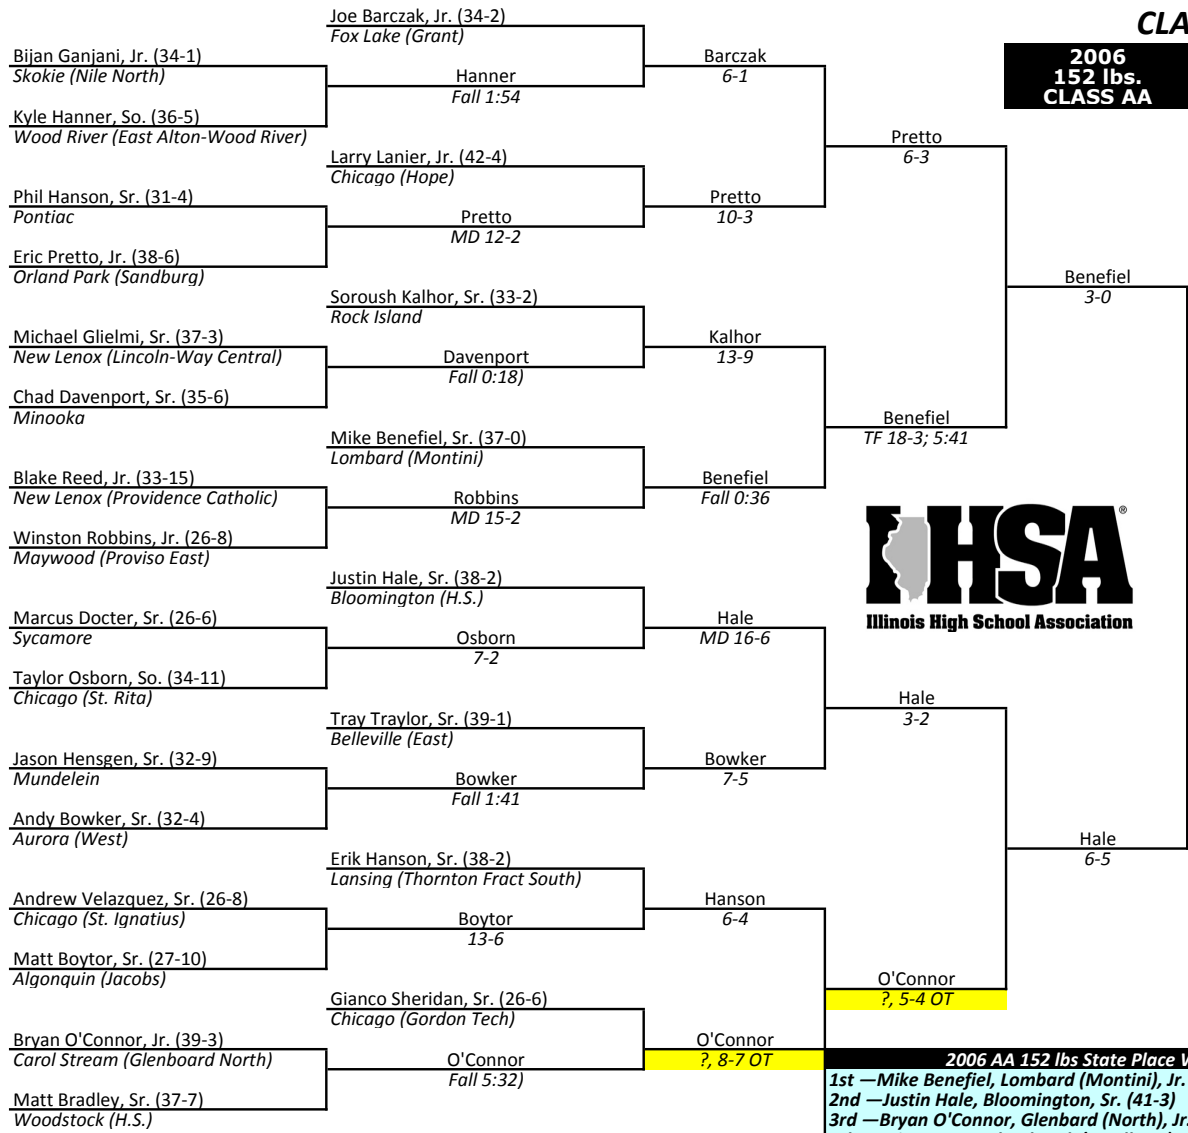 CLA
2006
152 lbs.
CLASS AA
Bijan Ganjani, Jr. (34-1)
Skokie (Nile North)
Kyle Hanner, So. (36-5)
Wood River (East Alton-Wood River)
Phil Hanson, Sr. (31-4)
Pontiac
Eric Pretto, Jr. (38-6)
Orland Park (Sandburg)
Michael Glielmi, Sr. (37-3)
New Lenox (Lincoln-Way Central)
Chad Davenport, Sr. (35-6)
Minooka
Blake Reed, Jr. (33-15)
New Lenox (Providence Catholic)
Winston Robbins, Jr. (26-8)
Maywood (Proviso East)
Marcus Docter, Sr. (26-6)
Sycamore
Taylor Osborn, So. (34-11)
Chicago (St. Rita)
Jason Hensgen, Sr. (32-9)
Mundelein
Andy Bowker, Sr. (32-4)
Aurora (West)
Andrew Velazquez, Sr. (26-8)
Chicago (St. Ignatius)
Matt Boytor, Sr. (27-10)
Algonquin (Jacobs)
Bryan O'Connor, Jr. (39-3)
Carol Stream (Glenboard North)
Matt Bradley, Sr. (37-7)
Woodstock (H.S.)
Joe Barczak, Jr. (34-2)
Fox Lake (Grant)
Hanner
Fall 1:54
Larry Lanier, Jr. (42-4)
Chicago (Hope)
Pretto
MD 12-2
Soroush Kalhor, Sr. (33-2)
Rock Island
Davenport
Fall 0:18)
Mike Benefiel, Sr. (37-0)
Lombard (Montini)
Robbins
MD 15-2
Justin Hale, Sr. (38-2)
Bloomington (H.S.)
Osborn
7-2
Tray Traylor, Sr. (39-1)
Belleville (East)
Bowker
Fall 1:41
Erik Hanson, Sr. (38-2)
Lansing (Thornton Fract South)
Boytor
13-6
Gianco Sheridan, Sr. (26-6)
Chicago (Gordon Tech)
O'Connor
Fall 5:32)
Barczak
6-1
Pretto
10-3
Kalhor
13-9
Benefiel
Fall 0:36
Hale
MD 16-6
Bowker
7-5
Hanson
6-4
O'Connor
?, 8-7 OT
Pretto
6-3
Benefiel
TF 18-3; 5:41
Hale
3-2
O'Connor
?, 5-4 OT
Benefiel
3-0
Hale
6-5
IHSA®
Illinois High School Association
2006 AA 152 lbs State Place W
1st —Mike Benefiel, Lombard (Montini), Jr.
2nd —Justin Hale, Bloomington, Sr. (41-3)
3rd —Bryan O'Connor, Glenbard (North), Jr.